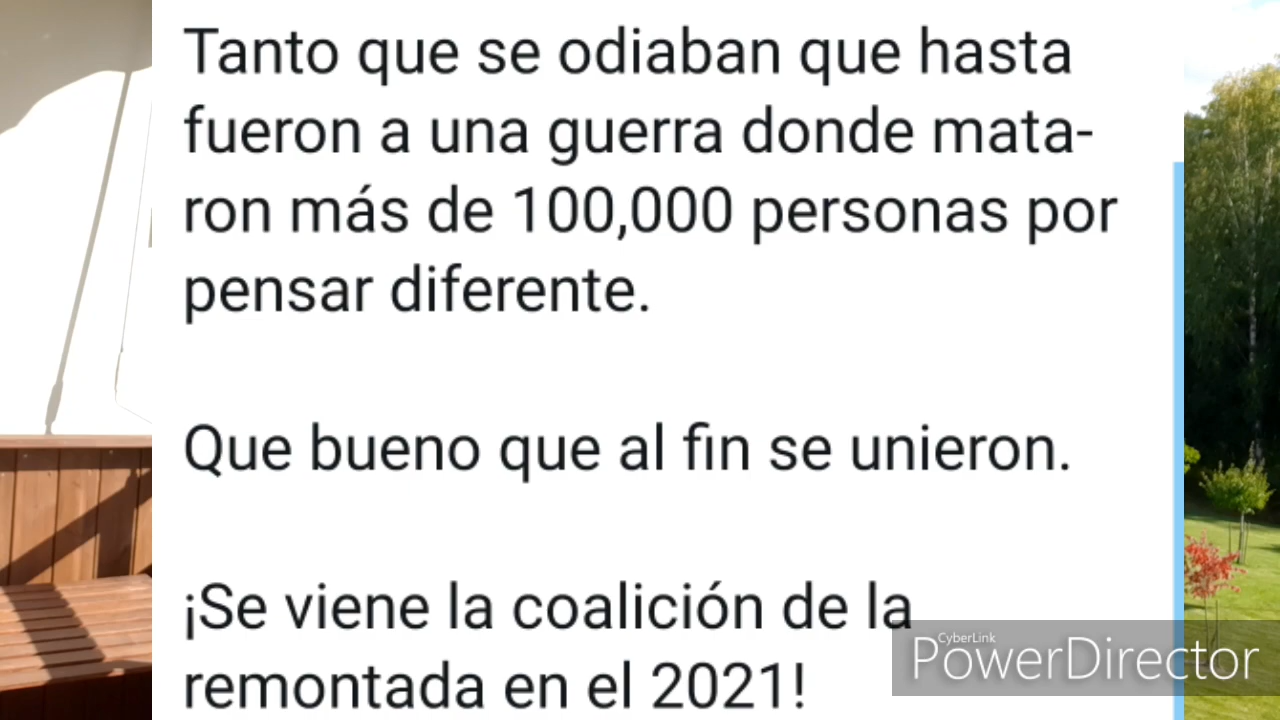 Tanto que se odiaban que hasta
fueron a una guerra donde mata-
ron más de 100,000 personas por
pensar diferente.
Que bueno que al fin se unieron.
¡Se viene la coalición de la
remontada en el 2021!
CyberLink
PowerDirector